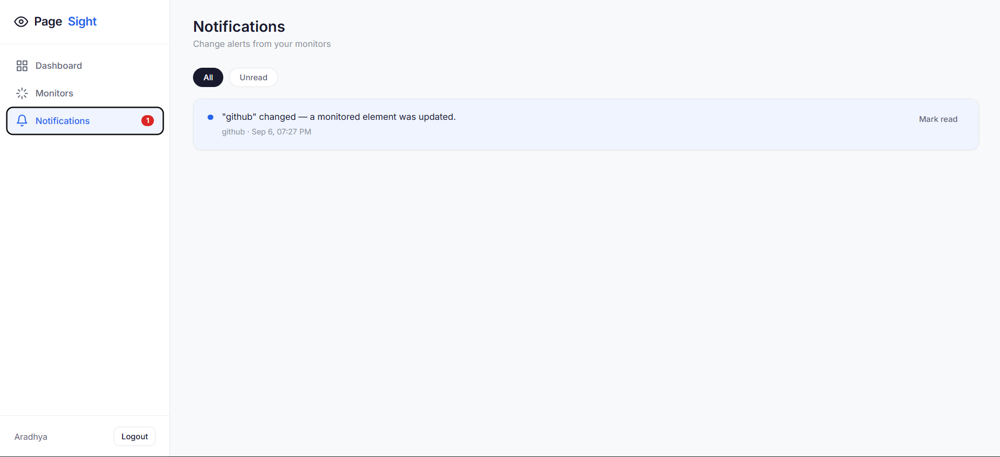 Page Sight
Dashboard
Monitors
Notifications 1
Aradhya
Logout
Notifications
Change alerts from your monitors
All
Unread
"github" changed — a monitored element was updated.
github · Sep 6, 07:27 PM
Mark read